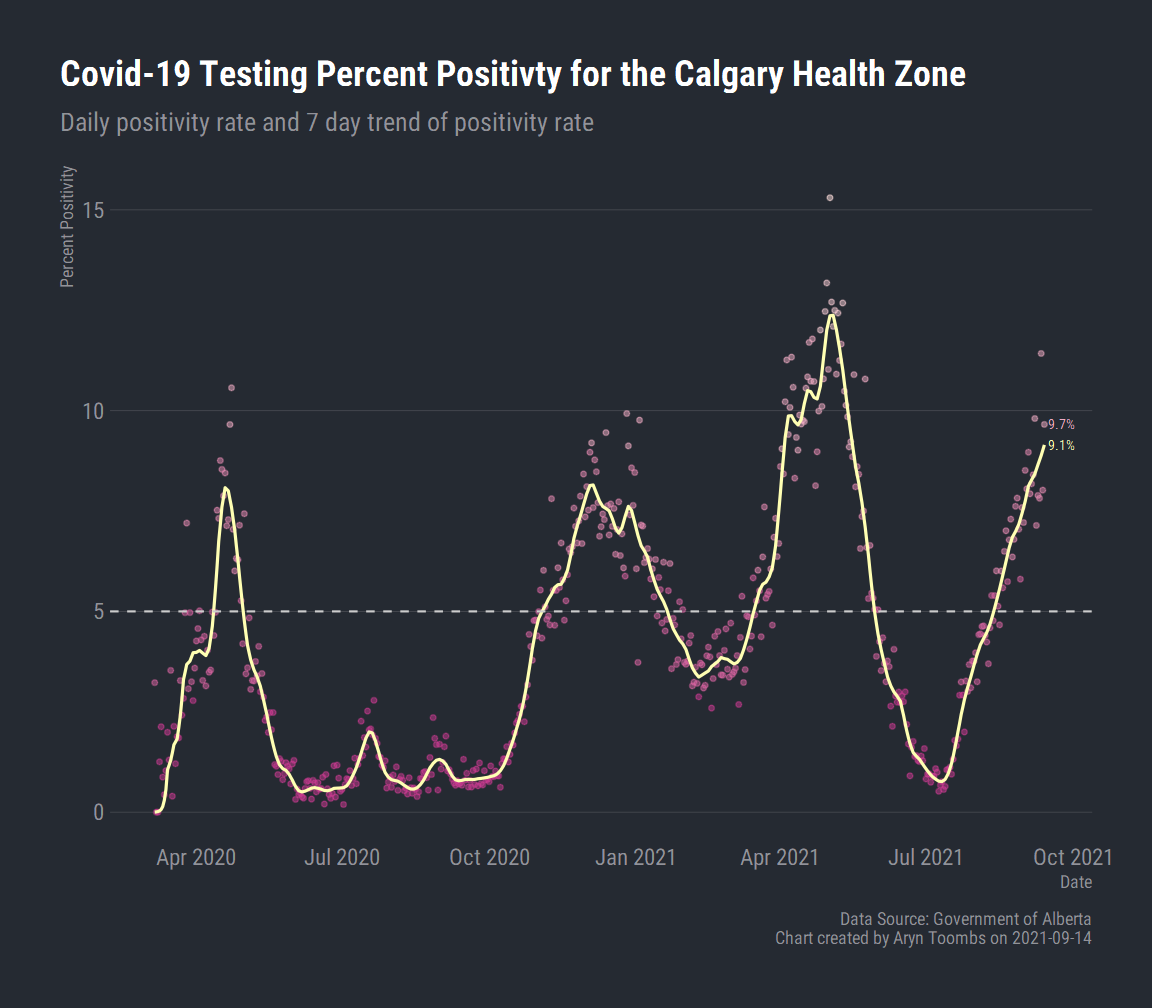 Covid-19 Testing Percent Positivty for the Calgary Health Zone
Daily positivity rate and 7 day trend of positivity rate
Percent Positivity
15
10
9.7%
9.1%
5
0
Apr 2020 Jul 2020 Oct 2020 Jan 2021 Apr 2021 Jul 2021 Oct 2021
Date
Data Source: Government of Alberta
Chart created by Aryn Toombs on 2021-09-14